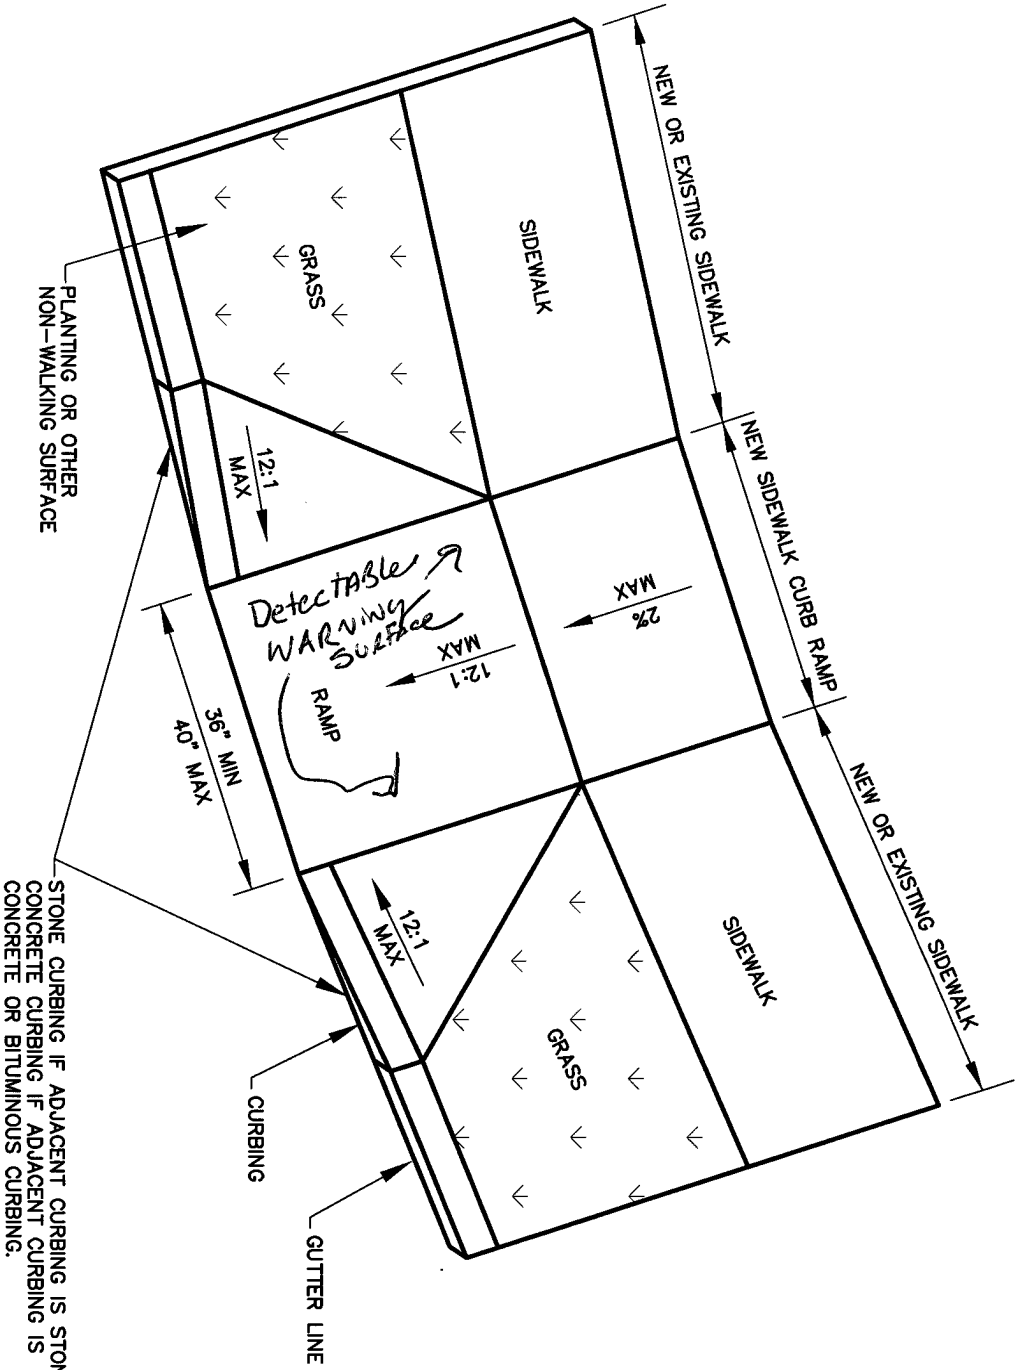 NEW OR EXISTING SIDEWALK
NEW SIDEWALK CURB RAMP
NEW OR EXISTING SIDEWALK
SIDEWALK
2%
MAX
SIDEWALK
GRASS
12:1
MAX
Detectable
WARNING
SURFACE
12:1
MAX
RAMP
12:1
MAX
GRASS
36" MIN
40" MAX
PLANTING OR OTHER
NON-WALKING SURFACE
CURBING
GUTTER LINE
STONE CURBING IF ADJACENT CURBING IS
CONCRETE CURBING IF ADJACENT CURBING IS
CONCRETE OR BITUMINOUS CURBING.